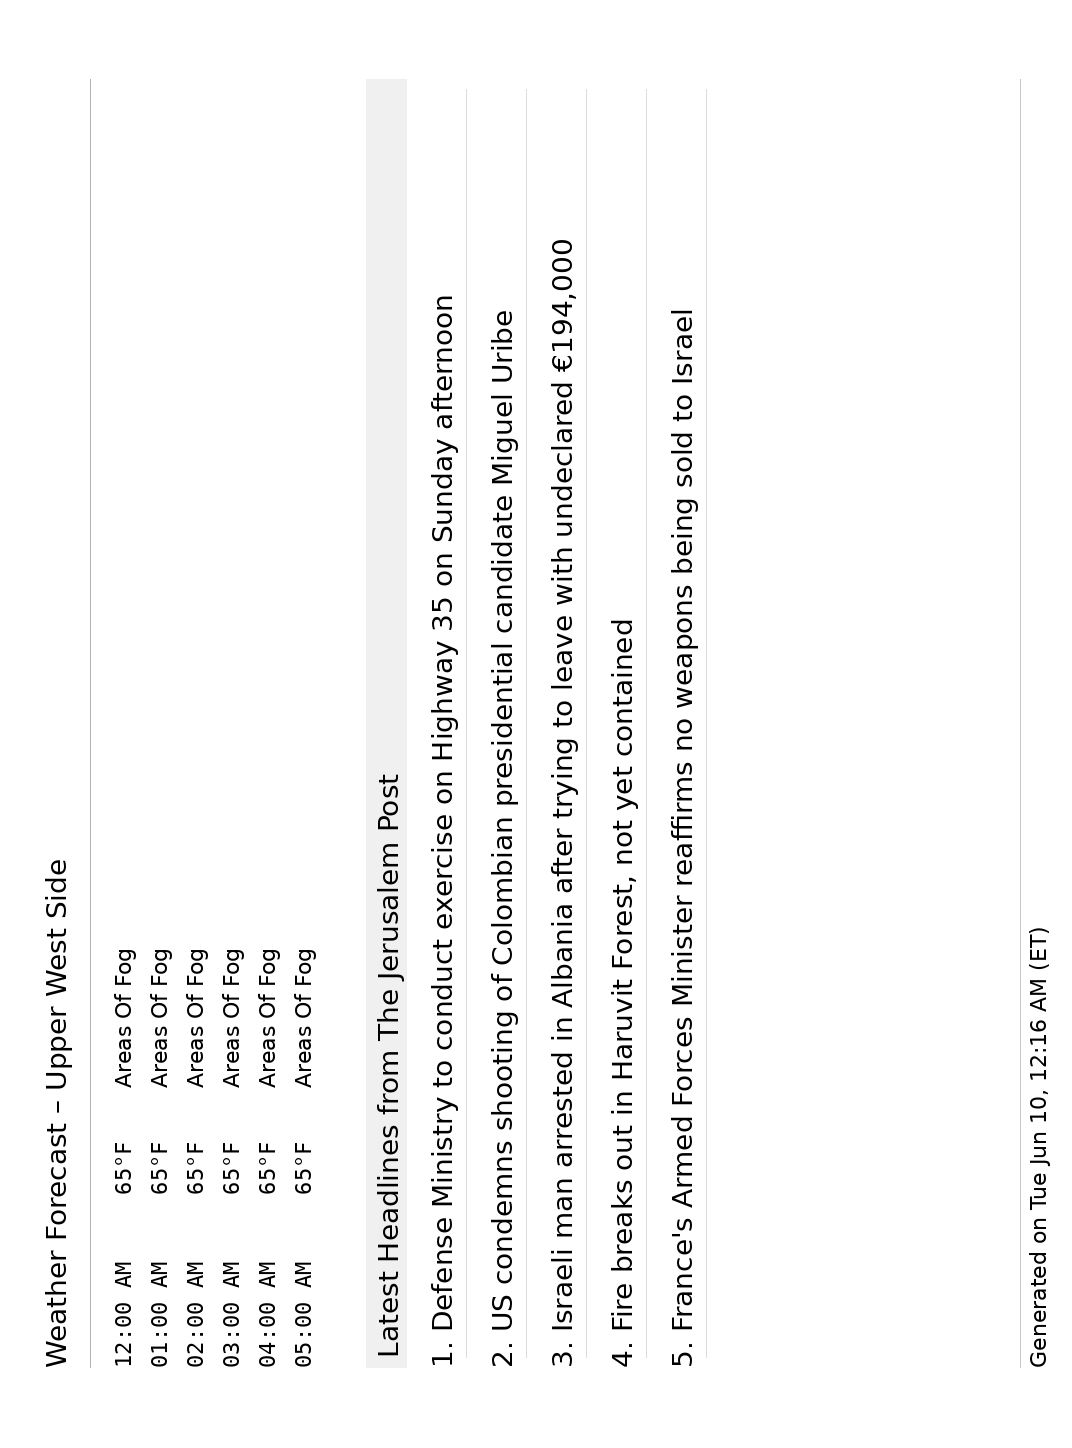 Weather Forecast – Upper West Side
12:00 AM 65°F Areas Of Fog
01:00 AM 65°F Areas Of Fog
02:00 AM 65°F Areas Of Fog
03:00 AM 65°F Areas Of Fog
04:00 AM 65°F Areas Of Fog
05:00 AM 65°F Areas Of Fog
Latest Headlines from The Jerusalem Post
1. Defense Ministry to conduct exercise on Highway 35 on Sunday afternoon
2. US condemns shooting of Colombian presidential candidate Miguel Uribe
3. Israeli man arrested in Albania after trying to leave with undeclared €194,000
4. Fire breaks out in Haruvit Forest, not yet contained
5. France's Armed Forces Minister reaffirms no weapons being sold to Israel
Generated on Tue Jun 10, 12:16 AM (ET)